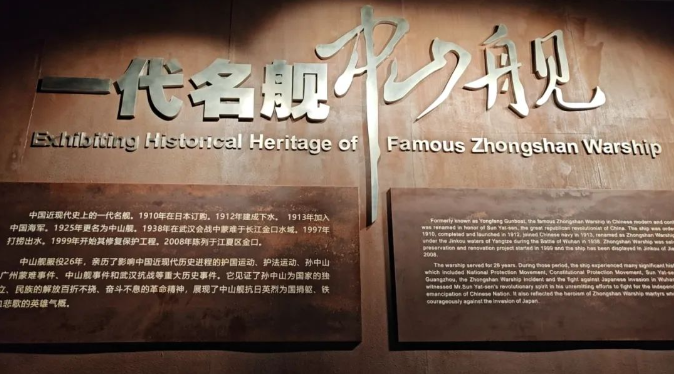 一代名舰中山舰
Exhibiting Historical Heritage of Famous Zhongshan Warship
中国近现代史上的一代名舰。1910年在日本订购。1912年建成下水。 1913年加入
中国海军。1925年更名为中山舰。1938年在武汉会战中蒙难于长江金口水域。1997年
打捞出水。1999年开始其修复保护工程。2008年陈列于江夏区金口。
中山舰服役26年，亲历了影响中国近代历史进程的护国运动、护法运动、孙中山
广州蒙难事件、中山舰事件和武汉抗战等重大历史事件。它见证了孙中山为国家的独
立、民族的解放百折不挠、奋斗不息的革命精神，展现了中山舰抗日英烈为国捐躯、铁
血悲歌的英雄气概。
Formerly known as Yongfeng Gunboat, the famous Zhongshan Warship in Chinese modern and
was renamed in honor of Sun Yat-sen, the great republican revolutionist of China. This ship was
1910, completed and launched in 1912, joined Chinese navy in 1913, renamed as Zhongshan
under the Jinkou waters of Yangtze during the Battle of Wuhan in 1938. Zhongshan Warship was
preservation and renovation project started in 1999 and the ship has been displayed in Jinkou of
2008.
The warship served for 26 years. During those period, the ship experienced many significant
which included National Protection Movement, Constitutional Protection Movement, Sun
Guangzhou, the Zhongshan Warship Incident and the fight against Japanese invasion in
witnessed Mr.Sun Yat-sen's revolutionary spirit in his unremitting efforts to fight for the
emancipation of Chinese Nation. It also reflected the heroism of Zhongshan Warship martyrs
courageously against the invasion of Japan.